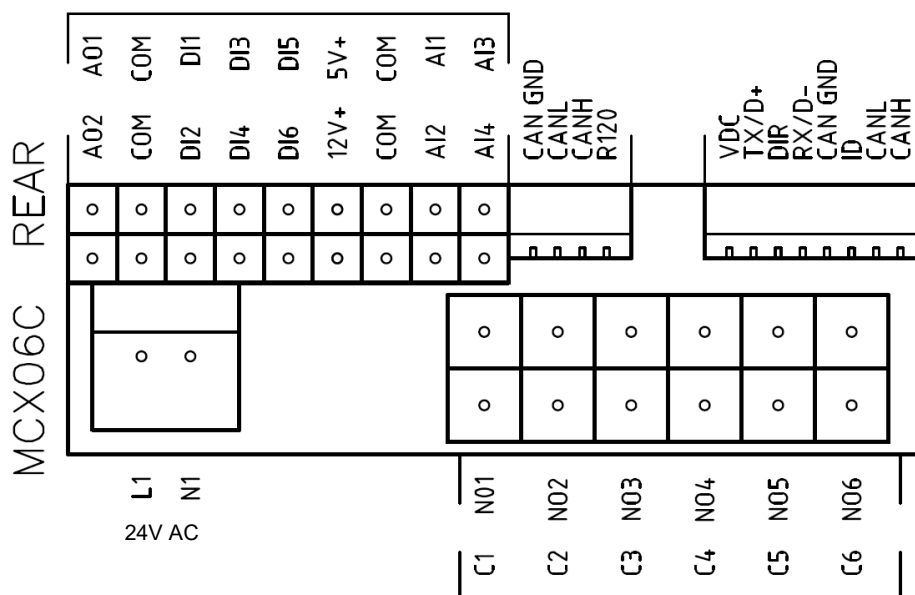 AO1 COM DI1 DI3 DI5 5V+ COM AI1 AI3
AO2 COM DI2 DI4 DI6 12V+ COM AI2 AI4
CAN GND
CANL
CANH
R120
VDC
TX/D+
DIR
RX/D-
CAN GND
ID
CANL
CANH
MCX06C REAR
L1 N1
24V AC
NO1 NO2 NO3 NO4 NO5 NO6
C1 C2 C3 C4 C5 C6